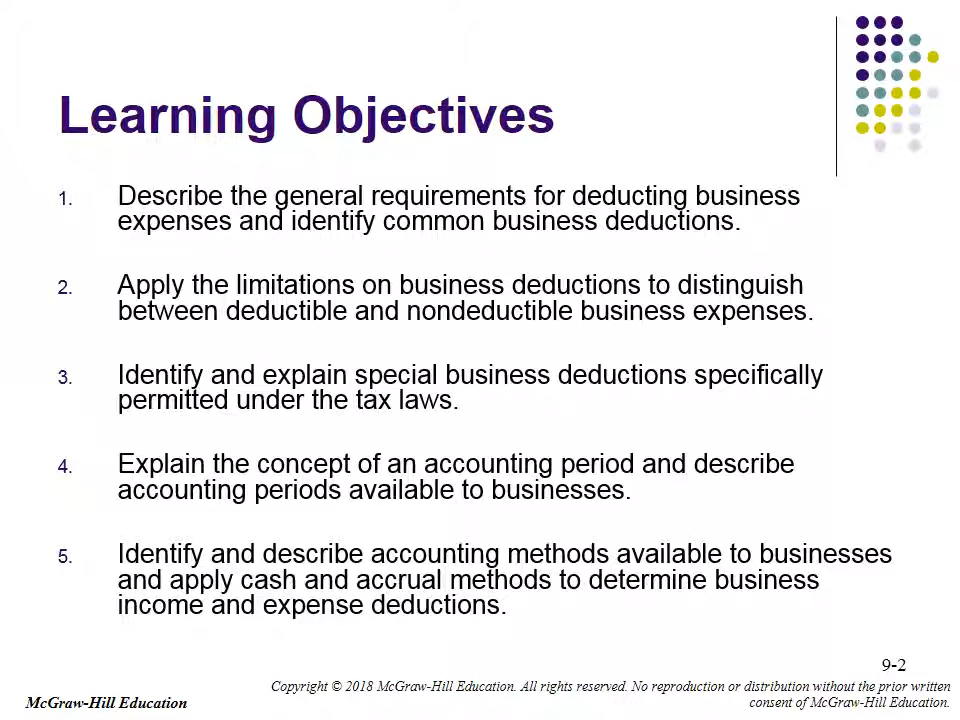 Learning Objectives
1. Describe the general requirements for deducting business
expenses and identify common business deductions.
2. Apply the limitations on business deductions to distinguish
between deductible and nondeductible business expenses.
3. Identify and explain special business deductions specifically
permitted under the tax laws.
4. Explain the concept of an accounting period and describe
accounting periods available to businesses.
5. Identify and describe accounting methods available to businesses
and apply cash and accrual methods to determine business
income and expense deductions.
9-2
Copyright © 2018 McGraw-Hill Education. All rights reserved. No reproduction or distribution without the prior written
consent of McGraw-Hill Education.
McGraw-Hill Education